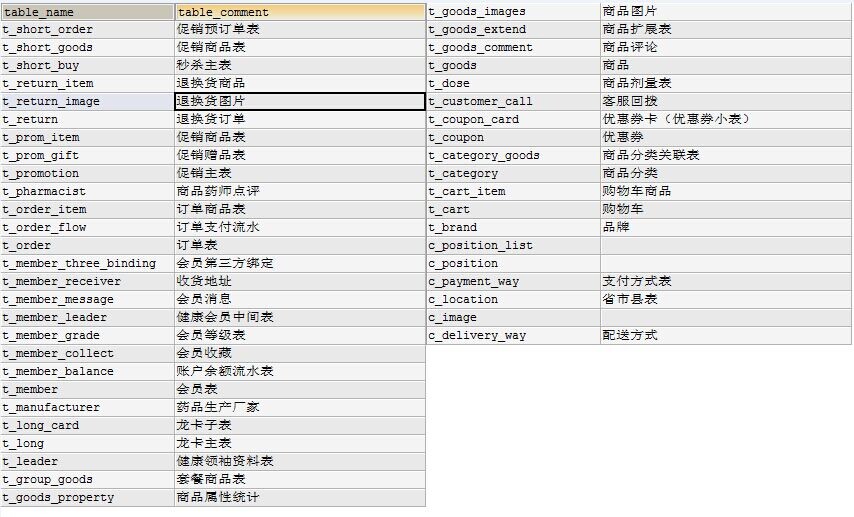 table_name table_comment
t_short_order 促销预订单表
t_short_goods 促销商品表
t_short_buy 秒杀主表
t_return_item 退换货商品
t_return_image 退换货图片
t_return 退换货订单
t_prom_item 促销商品表
t_prom_gift 促销赠品表
t_promotion 促销主表
t_pharmacist 商品药师点评
t_order_item 订单商品表
t_order_flow 订单支付流水
t_order 订单表
t_member_three_binding 会员第三方绑定
t_member_receiver 收货地址
t_member_message 会员消息
t_member_leader 健康会员中间表
t_member_grade 会员等级表
t_member_collect 会员收藏
t_member_balance 账户余额流水表
t_member 会员表
t_manufacturer 药品生产厂家
t_long_card 龙卡子表
t_long 龙卡主表
t_leader 健康领袖资料表
t_group_goods 套餐商品表
t_goods_property 商品属性统计
t_goods_images 商品图片
t_goods_extend 商品扩展表
t_goods_comment 商品评论
t_goods 商品
t_dose 商品剂量表
t_customer_call 客服回拨
t_coupon_card 优惠券卡（优惠券小表）
t_coupon 优惠券
t_category_goods 商品分类关联表
t_category 商品分类
t_cart_item 购物车商品
t_cart 购物车
t_brand 品牌
c_position_list
c_position
c_payment_way 支付方式表
c_location 省市县表
c_image
c_delivery_way 配送方式